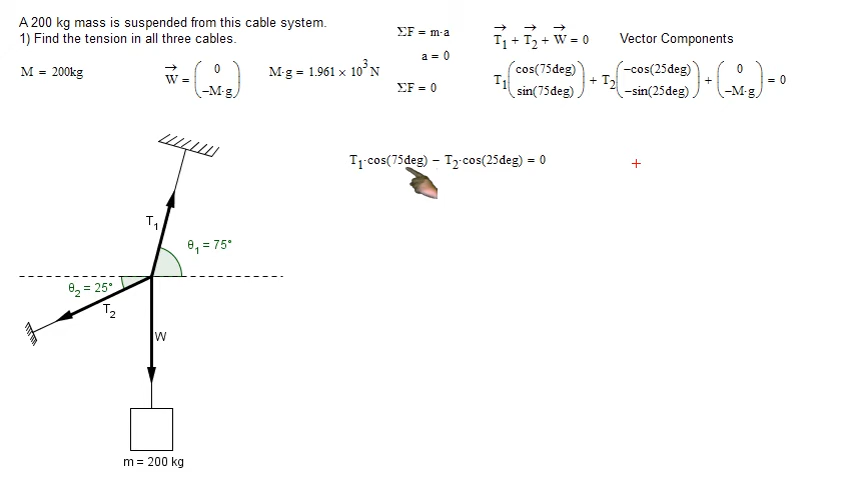 A 200 kg mass is suspended from this cable system.
1) Find the tension in all three cables.
M = 200kg
W⃗ = (0
−M·g)
M·g = 1.961 × 10³ N
ΣF = m·a
a = 0
ΣF = 0
T₁⃗ + T₂⃗ + W⃗ = 0
Vector Components
T₁(cos(75deg)
sin(75deg)) + T₂(−cos(25deg)
−sin(25deg)) + (0
−M·g) = 0
T₁·cos(75deg) − T₂·cos(25deg) = 0
+
T₁
θ₁ = 75°
θ₂ = 25°
T₂
W
m = 200 kg